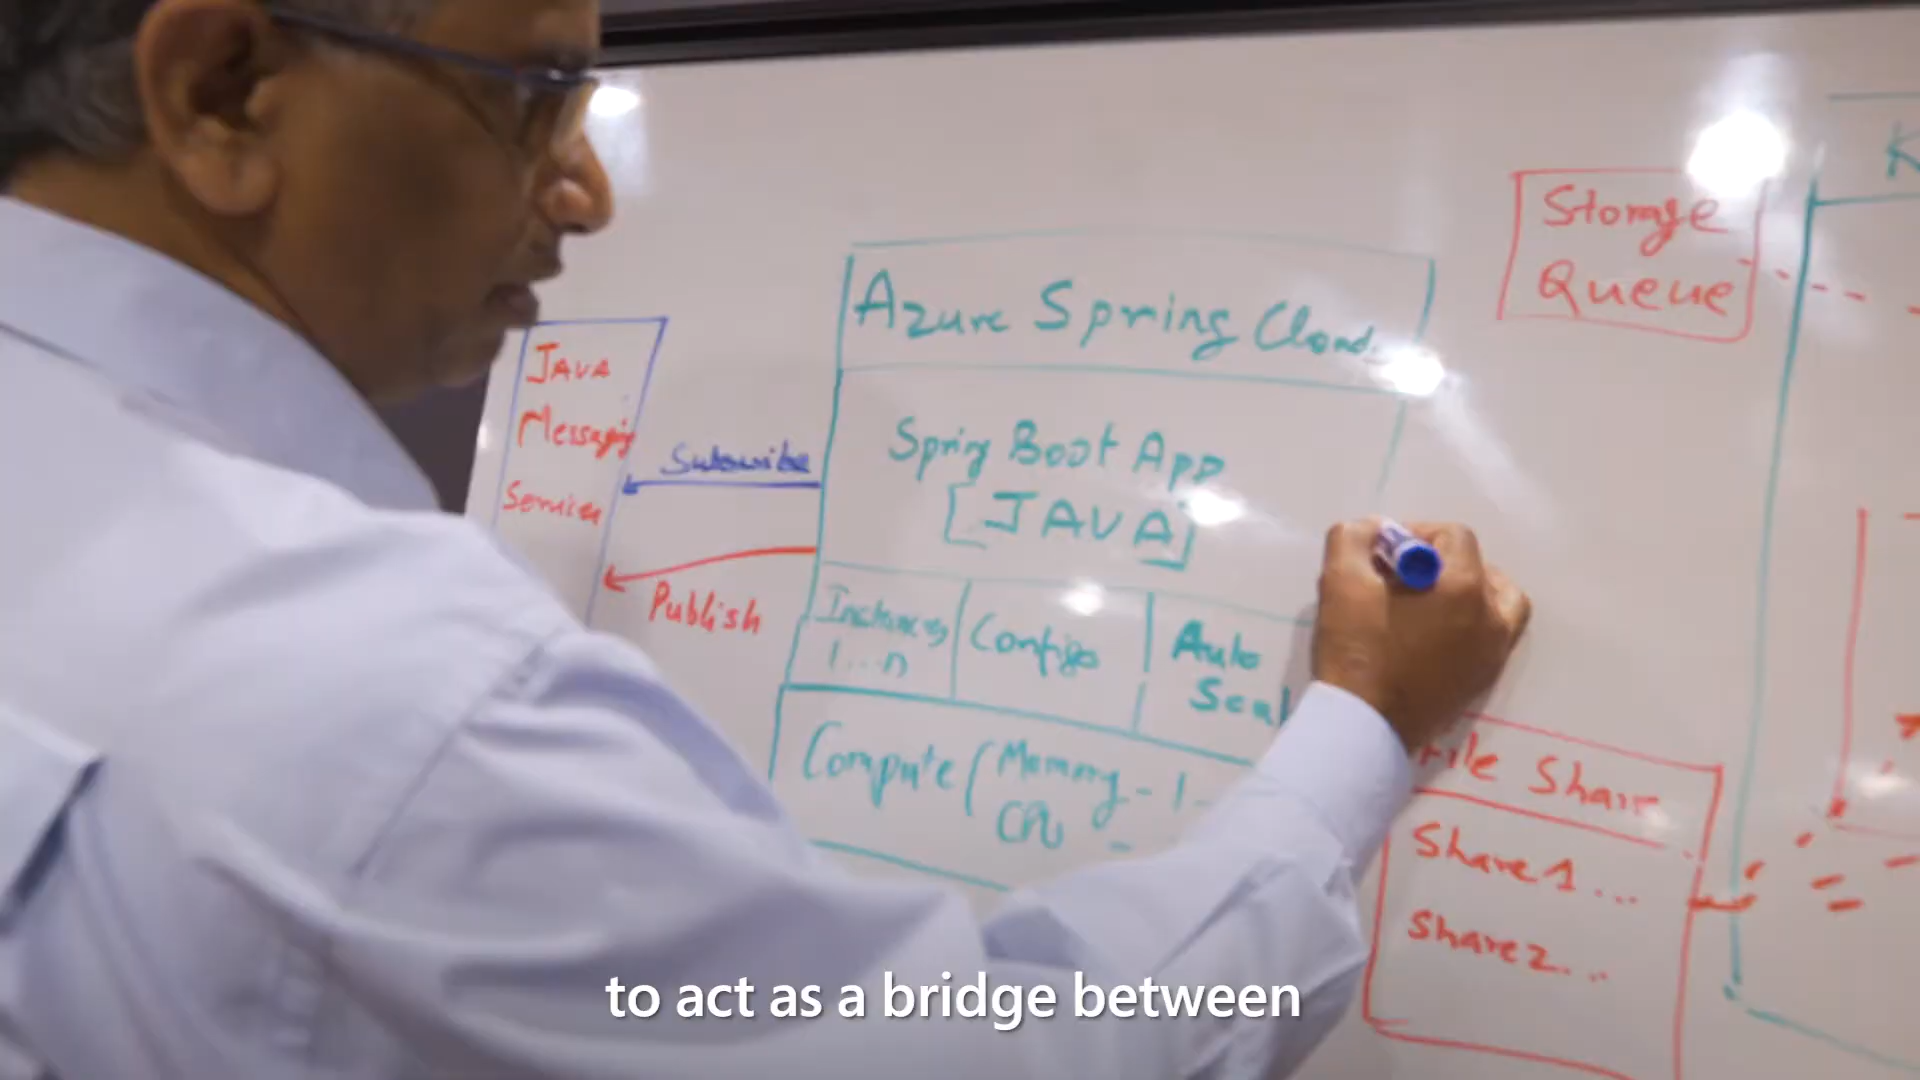 Storage
Queue
K
Azure Spring Cloud
JAVA
Messaging
Service
Subscribe
Publish
Spring Boot App
[JAVA]
Instances
1...n
Configs
Auto
Scal
Compute (Memory - 1 -
CPU -
File Share
Share1...
Share2...
to act as a bridge between